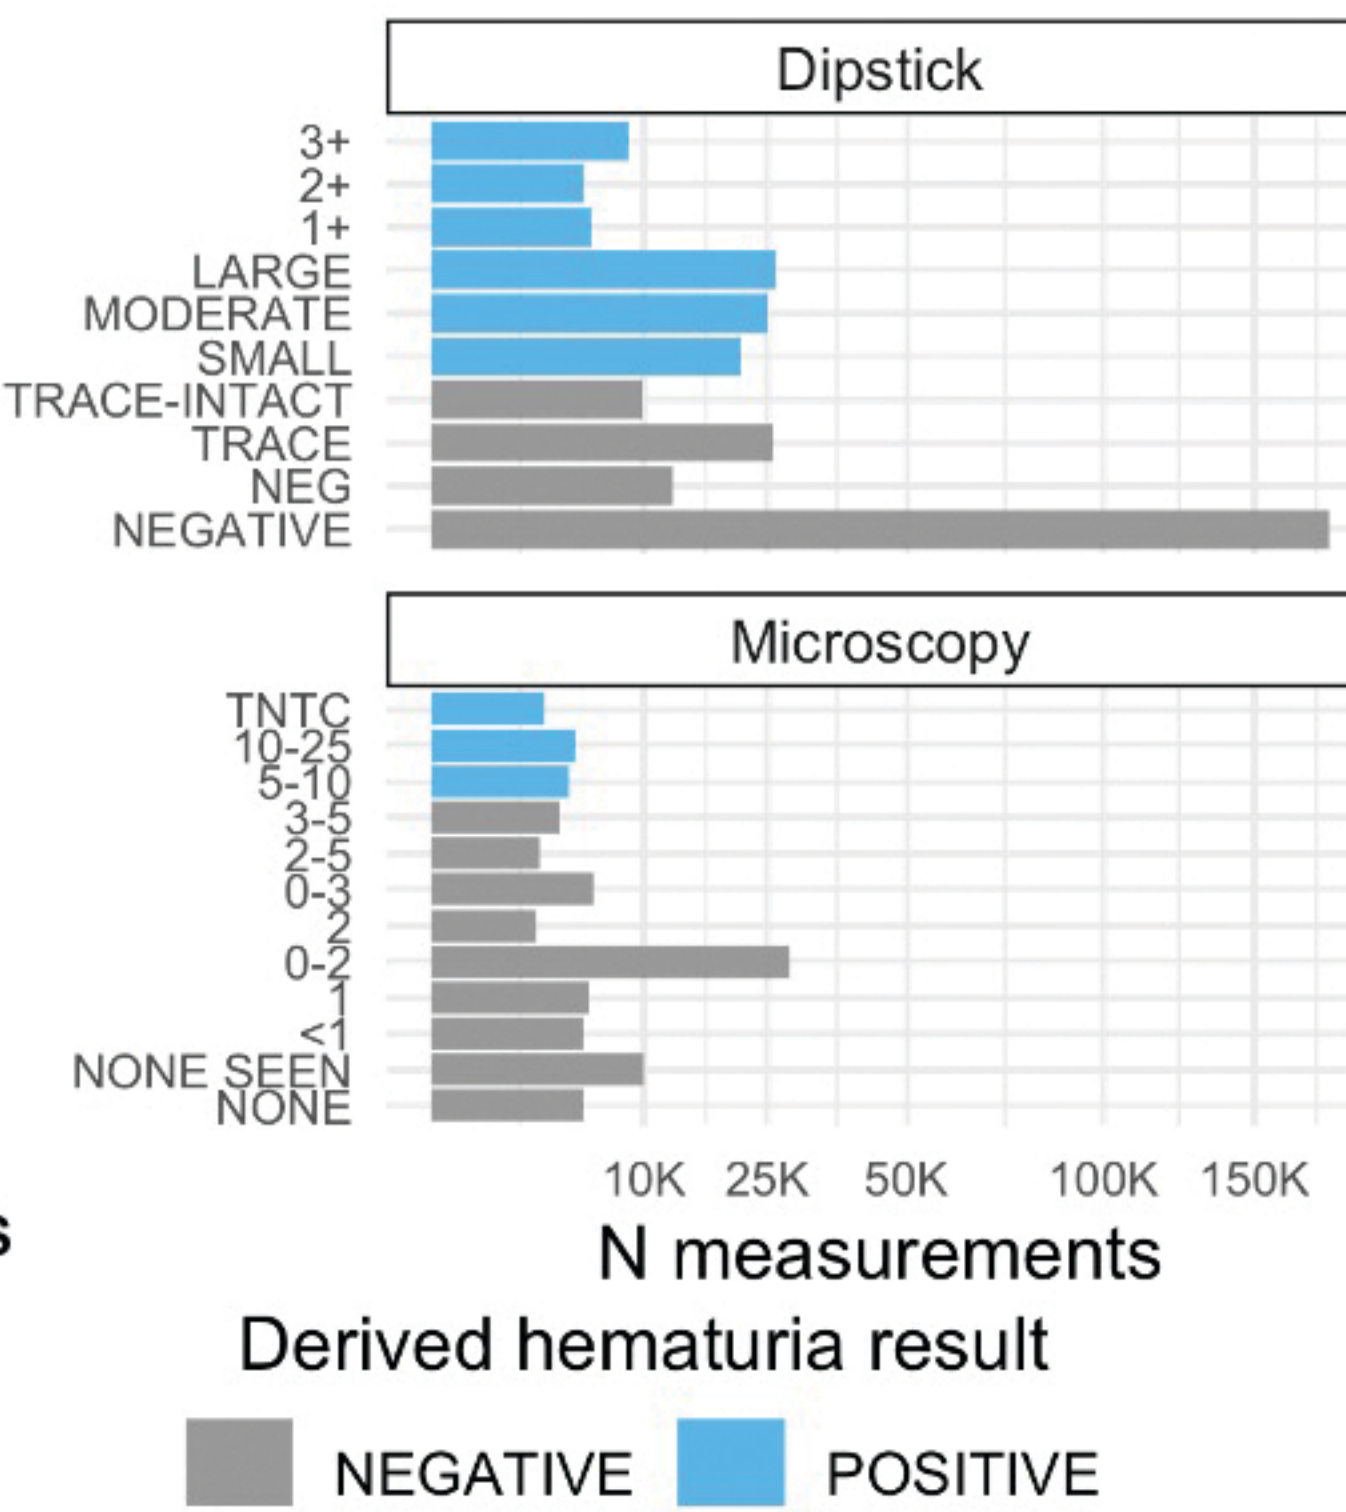 Dipstick
3+
2+
1+
LARGE
MODERATE
SMALL
TRACE-INTACT
TRACE
NEG
NEGATIVE
Microscopy
TNTC
10-25
5-10
3-5
2-5
0-3
2
0-2
1
<1
NONE SEEN
NONE
10K 25K 50K 100K 150K
s
N measurements
Derived hematuria result
NEGATIVE POSITIVE